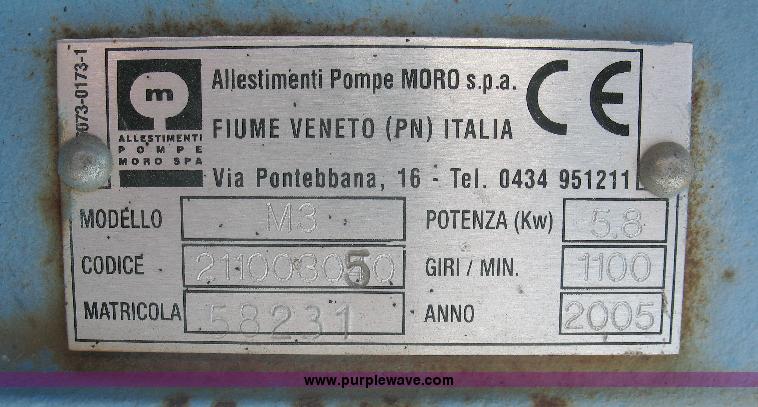 073-0173-1
m
ALLESTIMENTI
POMPE
MORO SPA
Allestimenti Pompe MORO s.p.a.
FIUME VENETO (PN) ITALIA
Via Pontebbana, 16 - Tel. 0434 951211
CE
MODELLO M3 POTENZA (Kw) 5.8
CODICE 211003050 GIRI / MIN. 1100
MATRICOLA 58231 ANNO 2005
www.purplewave.com